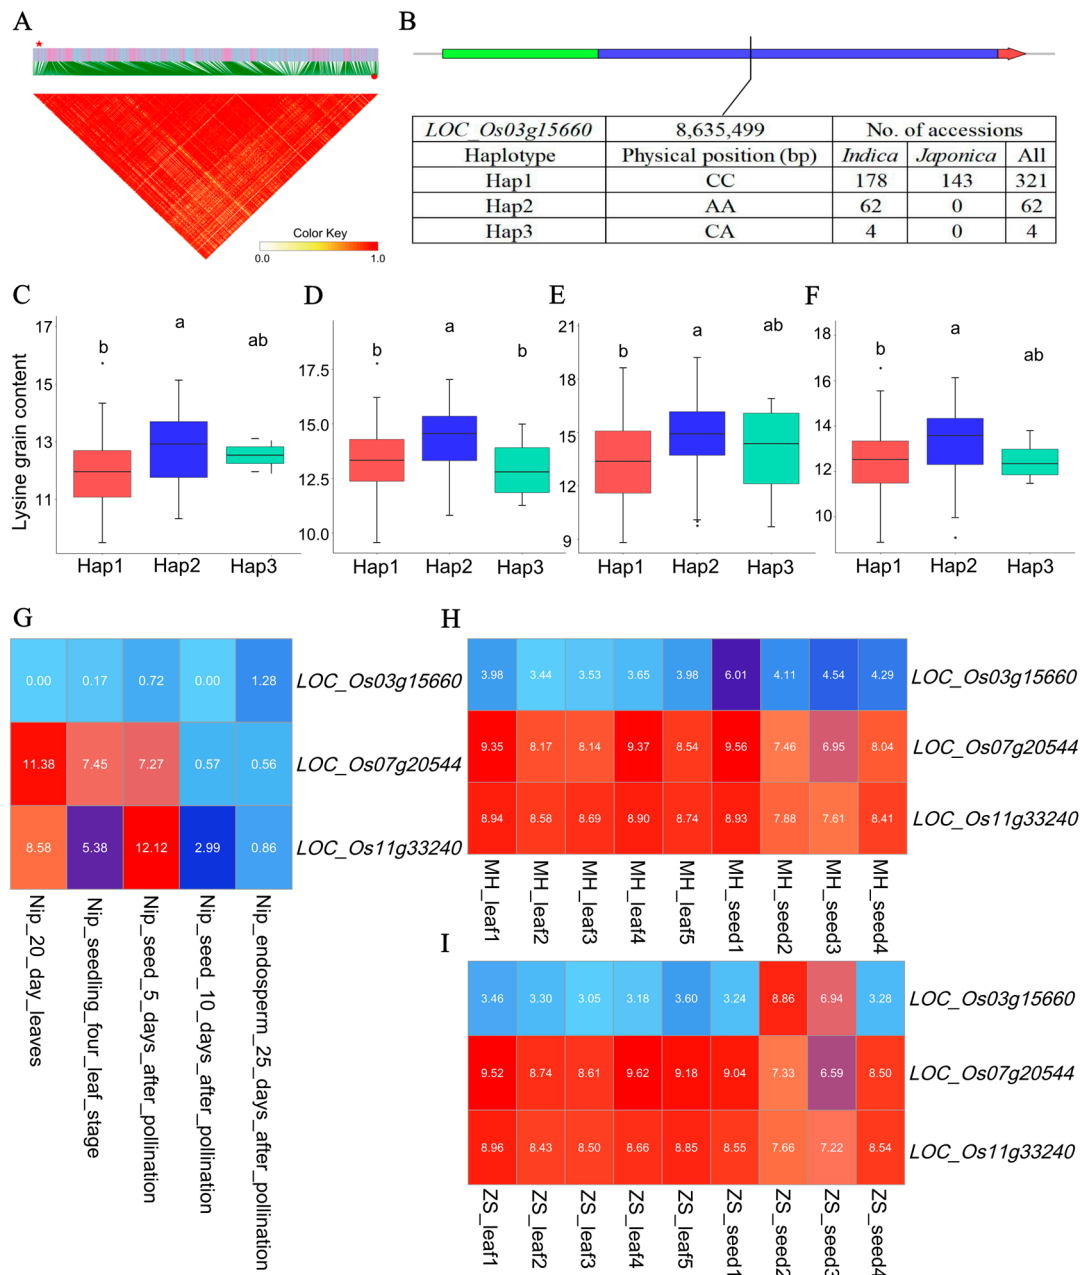 A
Color Key
0.0 1.0
B
LOC_Os03g15660 8,635,499 No. of accessions
Haplotype Physical position (bp) Indica Japonica All
Hap1 CC 178 143 321
Hap2 AA 62 0 62
Hap3 CA 4 0 4
C
Lysine grain content
17
15
13
11
b a ab
Hap1 Hap2 Hap3
D
17.5
15.0
12.5
10.0
b a b
Hap1 Hap2 Hap3
E
21
18
15
12
9
b a ab
Hap1 Hap2 Hap3
F
18
16
14
12
10
b a ab
Hap1 Hap2 Hap3
G
0.00 0.17 0.72 0.00 1.28 LOC_Os03g15660
11.38 7.45 7.27 0.57 0.56 LOC_Os07g20544
8.58 5.38 12.12 2.99 0.86 LOC_Os11g33240
Nip_20_day_leaves
Nip_seedling_four_leaf_stage
Nip_seed_5_days_after_pollination
Nip_seed_10_days_after_pollination
Nip_endosperm_25_days_after_pollination
H
3.98 3.44 3.53 3.65 3.98 6.01 4.11 4.54 4.29 LOC_Os03g15660
9.35 8.17 8.14 9.37 8.54 9.56 7.46 6.95 8.04 LOC_Os07g20544
8.94 8.58 8.69 8.90 8.74 8.93 7.88 7.61 8.41 LOC_Os11g33240
MH_leaf1
MH_leaf2
MH_leaf3
MH_leaf4
MH_leaf5
MH_seed1
MH_seed2
MH_seed3
MH_seed4
I
3.46 3.30 3.05 3.18 3.60 3.24 8.86 6.94 3.28 LOC_Os03g15660
9.52 8.74 8.61 9.62 9.18 9.04 7.33 6.59 8.50 LOC_Os07g20544
8.96 8.43 8.50 8.66 8.85 8.55 7.66 7.22 8.54 LOC_Os11g33240
ZS_leaf1
ZS_leaf2
ZS_leaf3
ZS_leaf4
ZS_leaf5
ZS_seed1
ZS_seed2
ZS_seed3
ZS_seed4